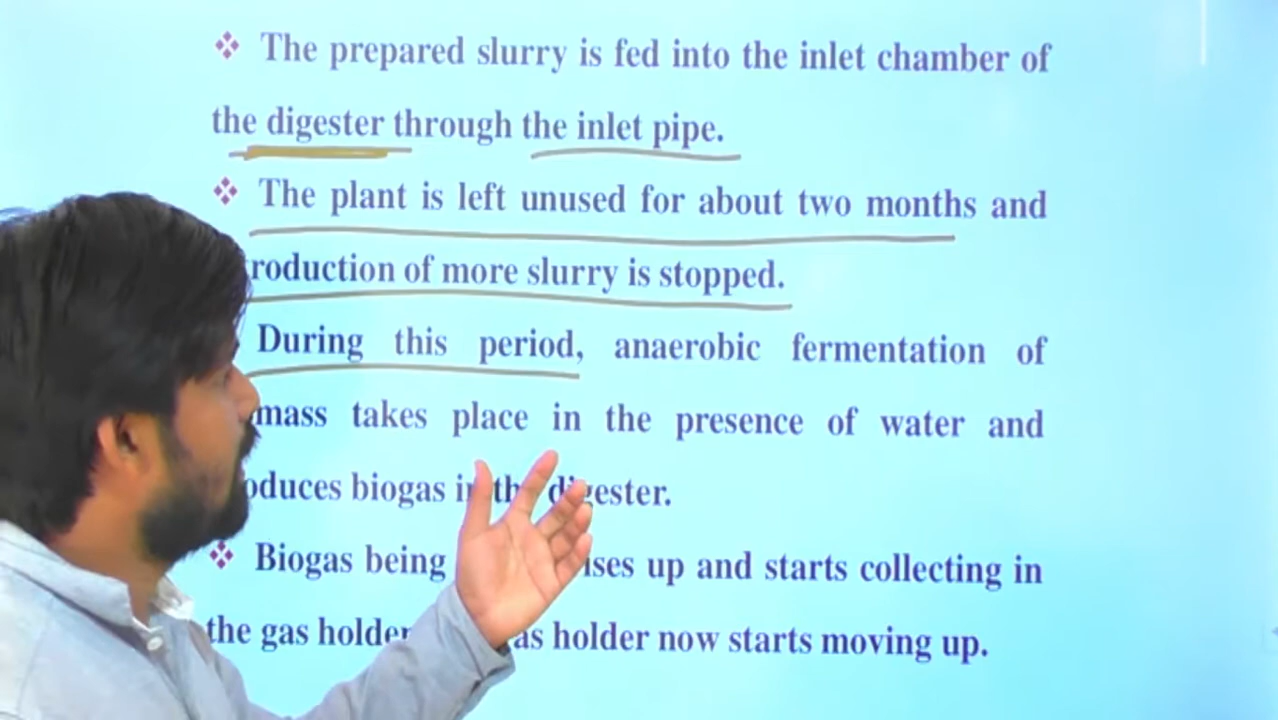 ❖ The prepared slurry is fed into the inlet chamber of
the digester through the inlet pipe.
❖ The plant is left unused for about two months and
roduction of more slurry is stopped.
During this period, anaerobic fermentation of
mass takes place in the presence of water and
oduces biogas in the digester.
❖ Biogas being up and starts collecting in
the gas holder holder now starts moving up.